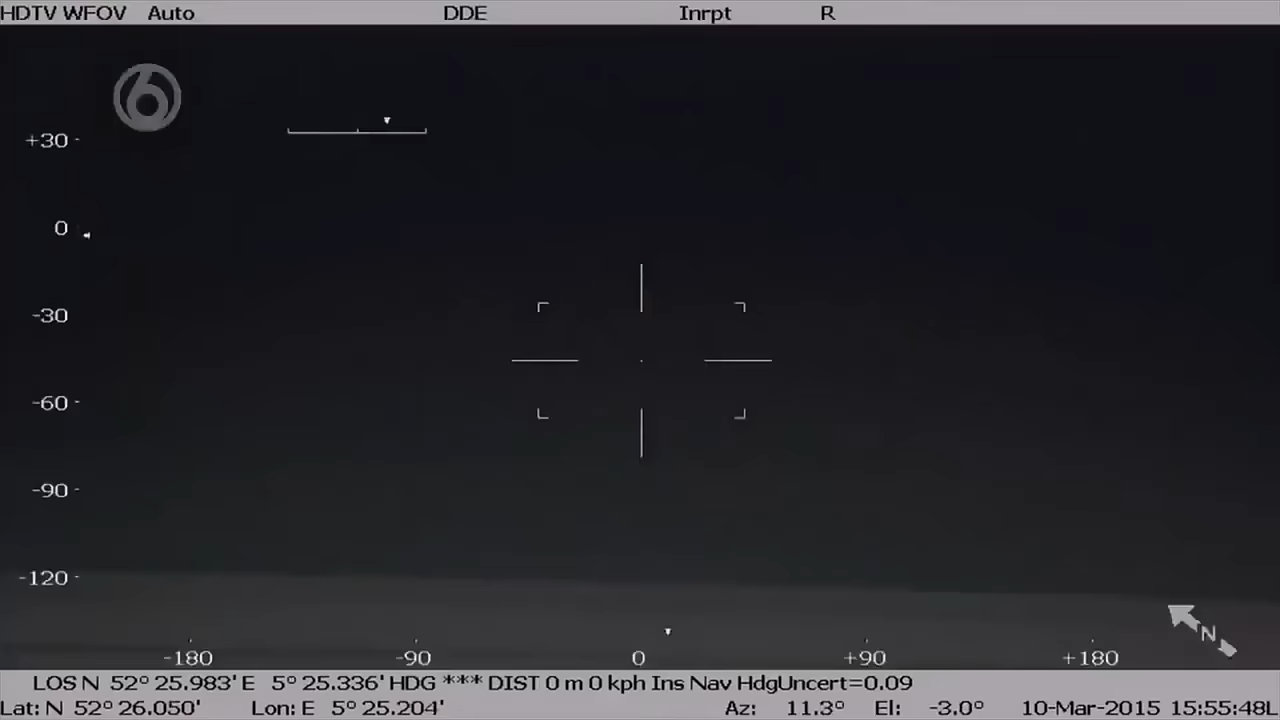 HDTV WFOV Auto DDE Inrpt R
6
+30
0
-30
-60
-90
-120
N
-180 -90 0 +90 +180
LOS N 52° 25.983' E 5° 25.336' HDG *** DIST 0 m 0 kph Ins Nav HdgUncert=0.09
Lat: N 52° 26.050' Lon: E 5° 25.204' Az: 11.3° El: -3.0° 10-Mar-2015 15:55:48L